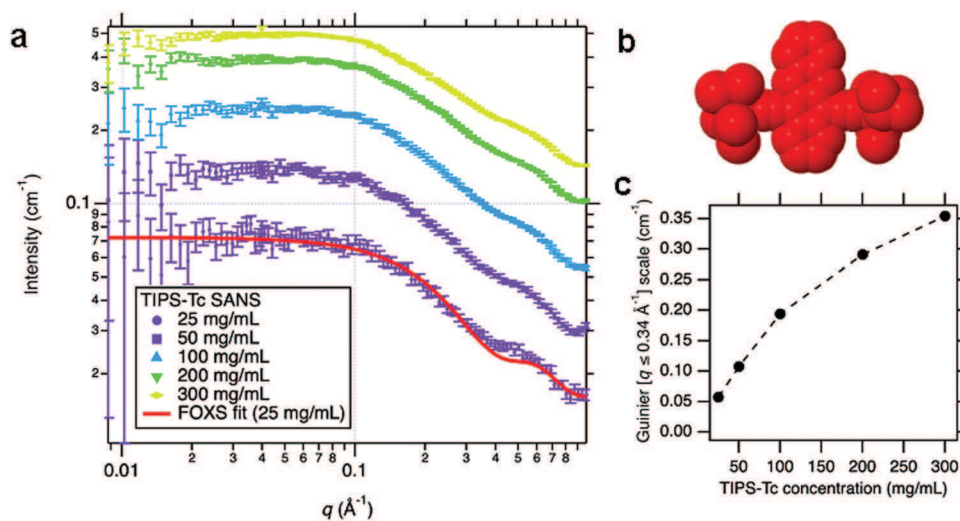 a
5
4
3
2
0.1
9
8
7
6
5
4
3
2
Intensity (cm⁻¹)
TIPS-Tc SANS
25 mg/mL
50 mg/mL
100 mg/mL
200 mg/mL
300 mg/mL
FOXS fit (25 mg/mL)
0.01 2 3 4 5 6 7 8 0.1 2 3 4 5 6 7 8
q (Å⁻¹)
b
c
Guinier [q ≤ 0.34 Å⁻¹] scale (cm⁻¹)
0.35
0.30
0.25
0.20
0.15
0.10
0.05
0.00
50 100 150 200 250 300
TIPS-Tc concentration (mg/mL)